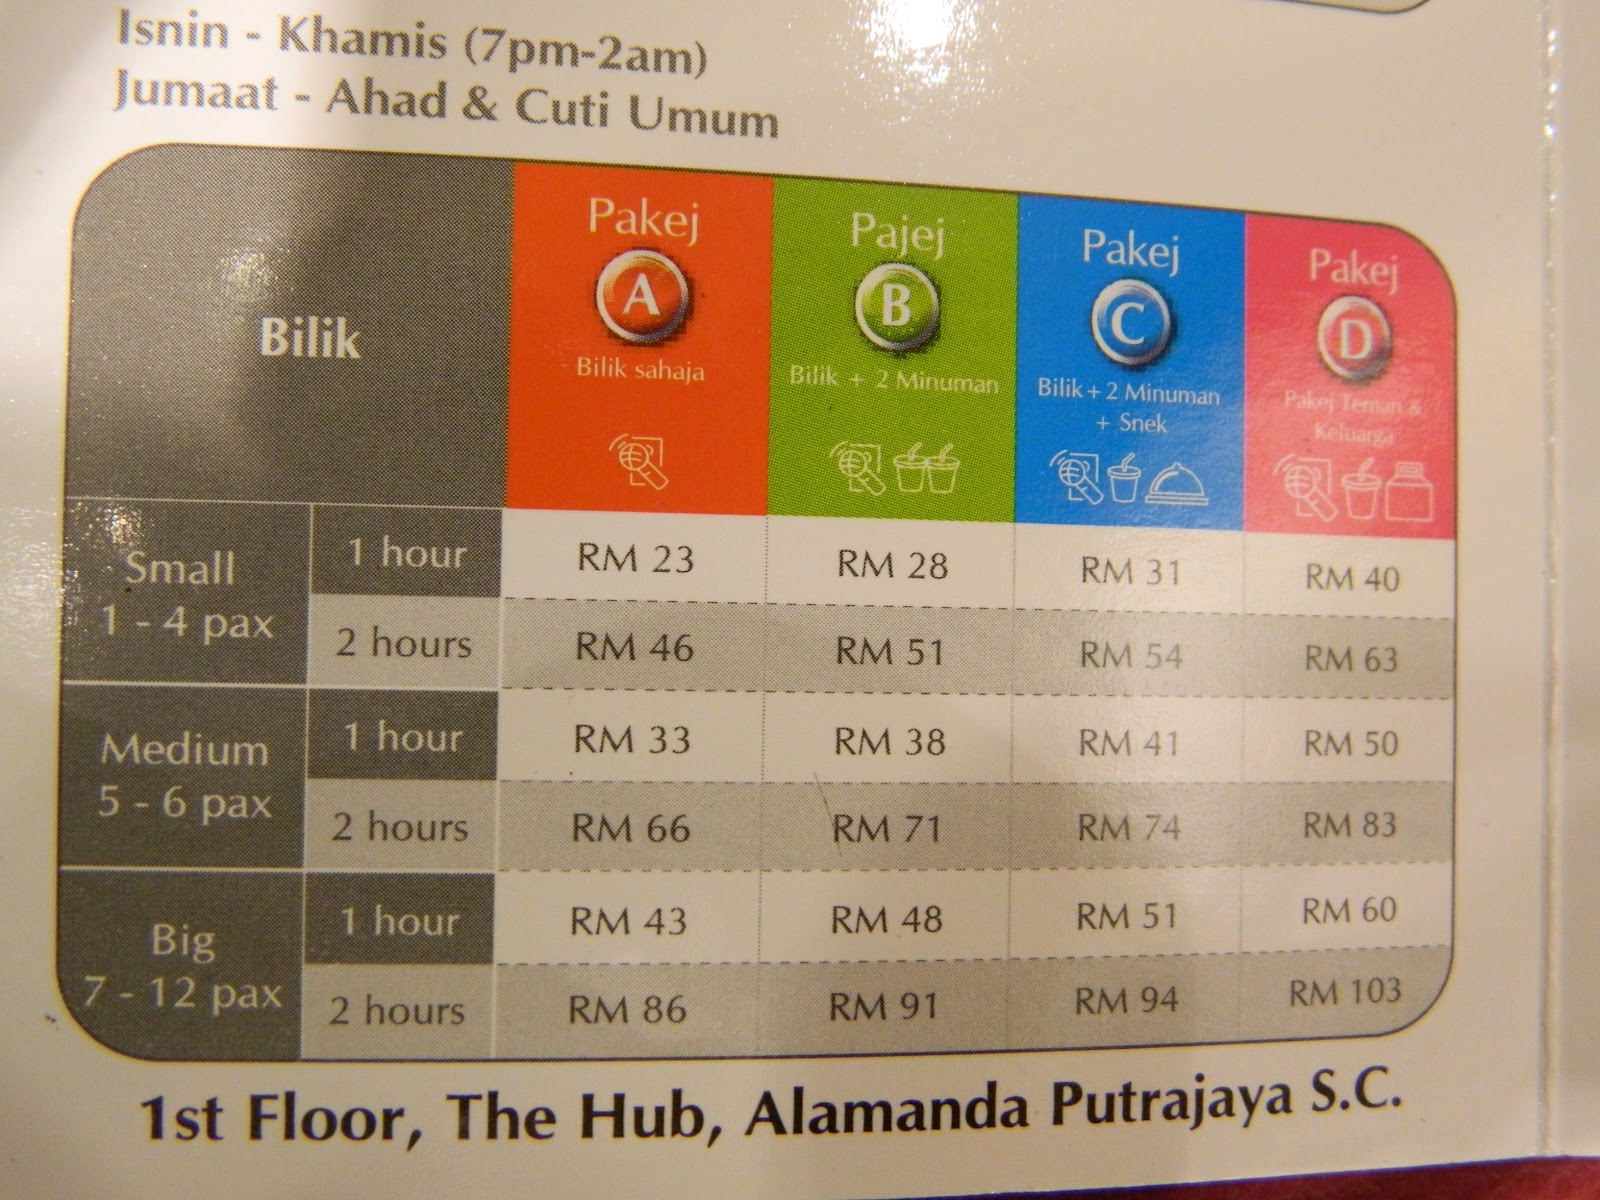 Isnin - Khamis (7pm-2am)
Jumaat - Ahad & Cuti Umum
Bilik
Pakej
A
Bilik sahaja
Pajej
B
Bilik + 2 Minuman
Pakej
C
Bilik + 2 Minuman
+ Snek
Pakej
D
Pakej Teman &
Keluarga
Small
1 - 4 pax
1 hour
RM 23
RM 28
RM 31
RM 40
2 hours
RM 46
RM 51
RM 54
RM 63
Medium
5 - 6 pax
1 hour
RM 33
RM 38
RM 41
RM 50
2 hours
RM 66
RM 71
RM 74
RM 83
Big
7 - 12 pax
1 hour
RM 43
RM 48
RM 51
RM 60
2 hours
RM 86
RM 91
RM 94
RM 103
1st Floor, The Hub, Alamanda Putrajaya S.C.